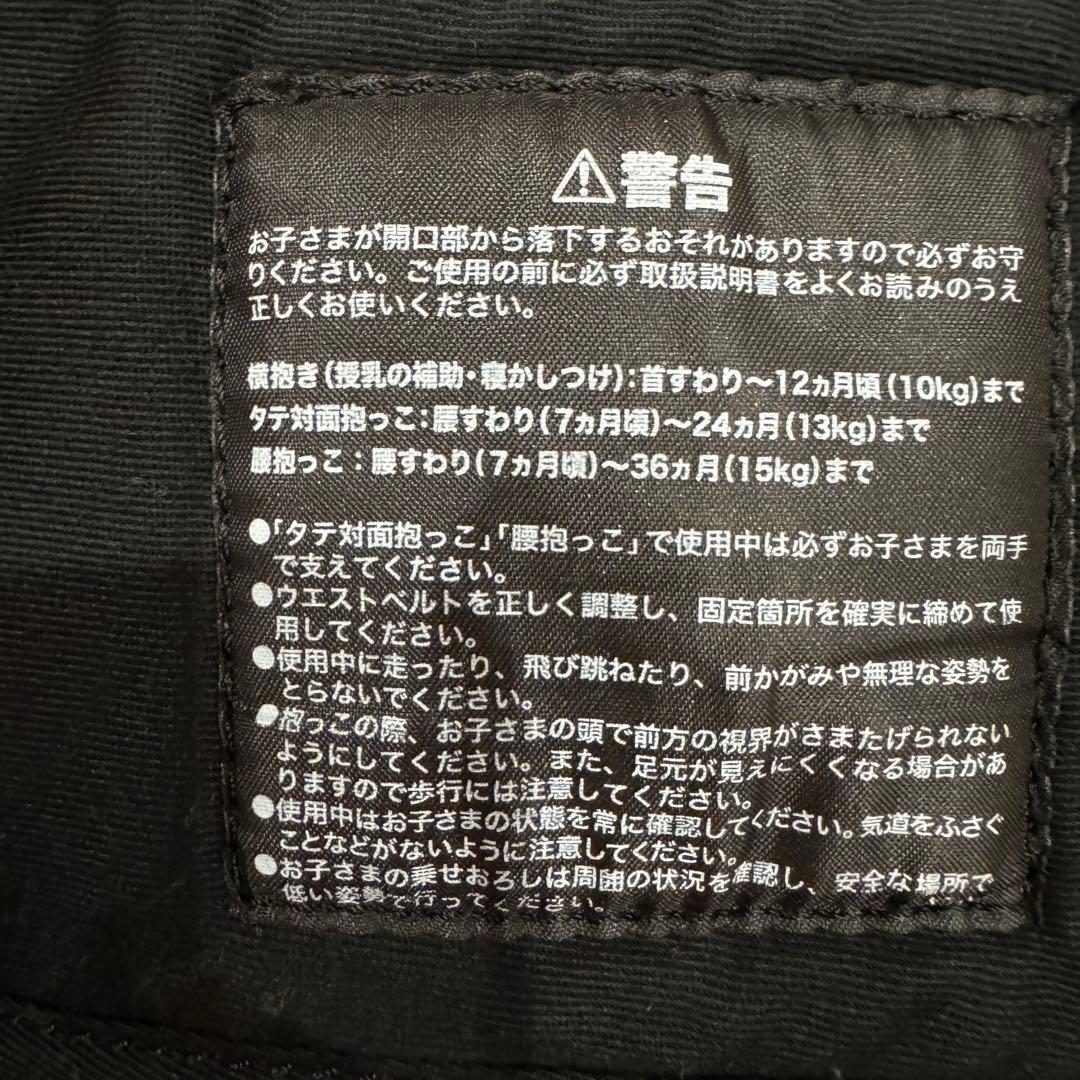 ⚠警告
お子さまが開口部から落下するおそれがありますので必ずお守
りください。ご使用の前に必ず取扱説明書をよくお読みのうえ
正しくお使いください。
横抱き(授乳の補助・寝かしつけ):首すわり〜12ヵ月頃(10kg)まで
タテ対面抱っこ:腰すわり(7ヵ月頃)〜24ヵ月(13kg)まで
腰抱っこ:腰すわり(7ヵ月頃)〜36ヵ月(15kg)まで
●「タテ対面抱っこ」「腰抱っこ」で使用中は必ずお子さまを両手
で支えてください。
●ウエストベルトを正しく調整し、固定箇所を確実に締めて使
用してください。
●使用中に走ったり、飛び跳ねたり、前かがみや無理な姿勢を
とらないでください。
●抱っこの際、お子さまの頭で前方の視界がさまたげられない
ようにしてください。また、足元が見えにくくなる場合があ
りますので歩行には注意してください。
●使用中はお子さまの状態を常に確認してください。気道をふさぐ
ことなどがないように注意してください。
●お子さまの乗せおろしは周囲の状況を確認し、安全な場所で
低い姿勢で行ってください。